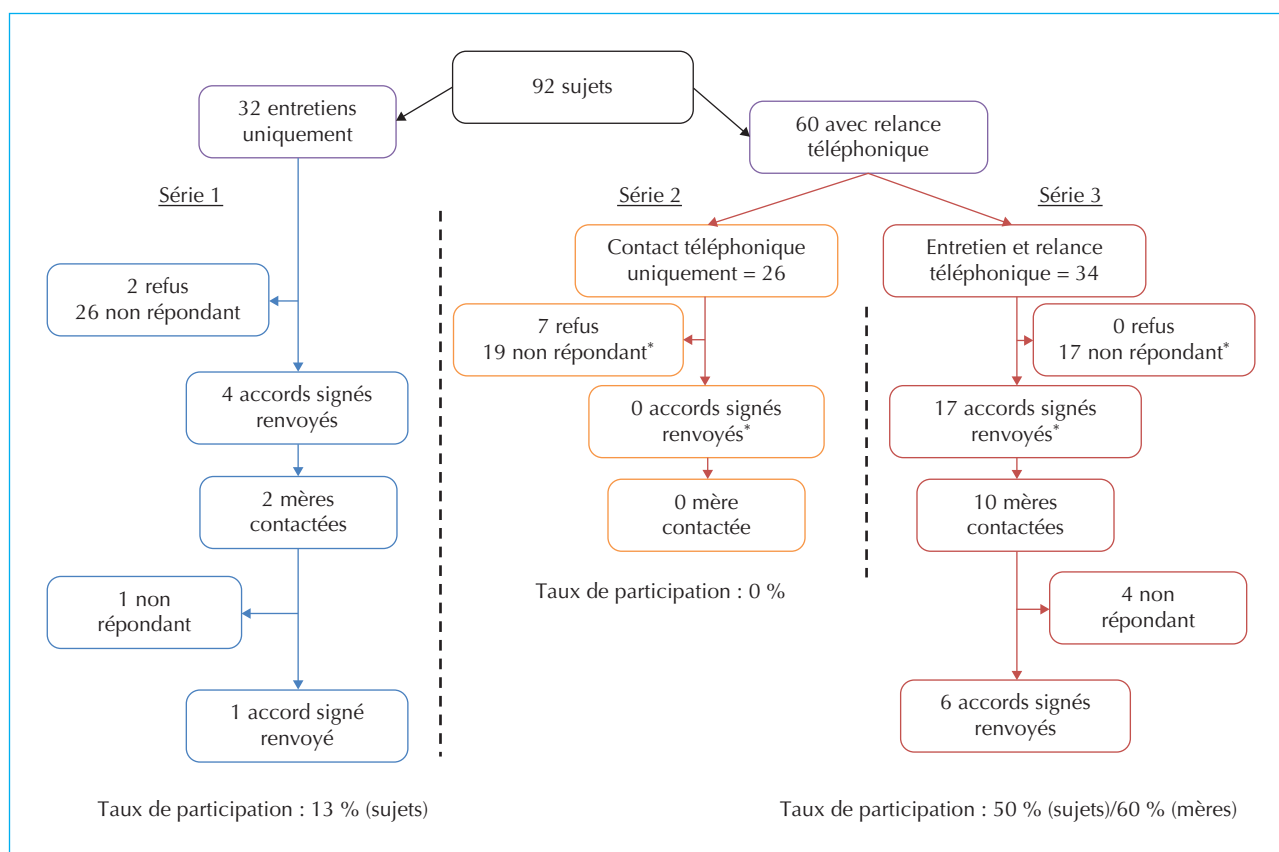 92 sujets
32 entretiens
uniquement
60 avec relance
téléphonique
Série 1
Série 2
Série 3
Contact téléphonique
uniquement = 26
Entretien et relance
téléphonique = 34
2 refus
26 non répondant
7 refus
19 non répondant*
0 refus
17 non répondant*
4 accords signés
renvoyés
0 accords signés
renvoyés*
17 accords signés
renvoyés*
2 mères
contactées
0 mère
contactée
10 mères
contactées
1 non
répondant
Taux de participation : 0 %
4 non
répondant
1 accord signé
renvoyé
6 accords signés
renvoyés
Taux de participation : 13 % (sujets)
Taux de participation : 50 % (sujets)/60 % (mères)